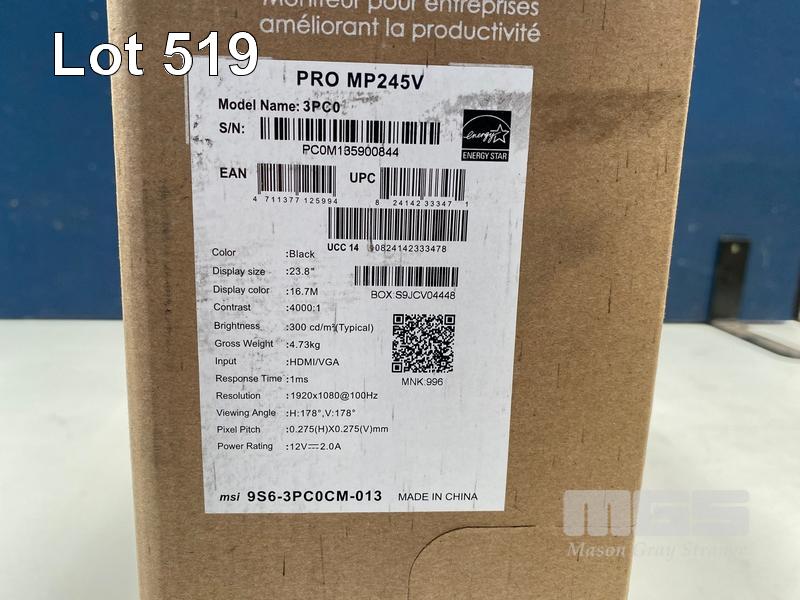 Moniteur pour entreprises
améliorant la productivité
Lot 519
PRO MP245V
Model Name: 3PC0
S/N:
PC0M135900844
energy
ENERGY STAR
EAN
4 711377 125994
UPC
8 24142 33347 1
UCC 14 90824142333478
Color :Black
Display size :23.8"
Display color :16.7M
BOX:S9JCV04448
Contrast :4000:1
Brightness :300 cd/m²(Typical)
Gross Weight :4.73kg
Input :HDMI/VGA
Response Time :1ms
MNK:996
Resolution :1920x1080@100Hz
Viewing Angle :H:178°,V:178°
Pixel Pitch :0.275(H)X0.275(V)mm
Power Rating :12V⎓2.0A
msi 9S6-3PC0CM-013 MADE IN CHINA
MGS
Mason Gray Strange